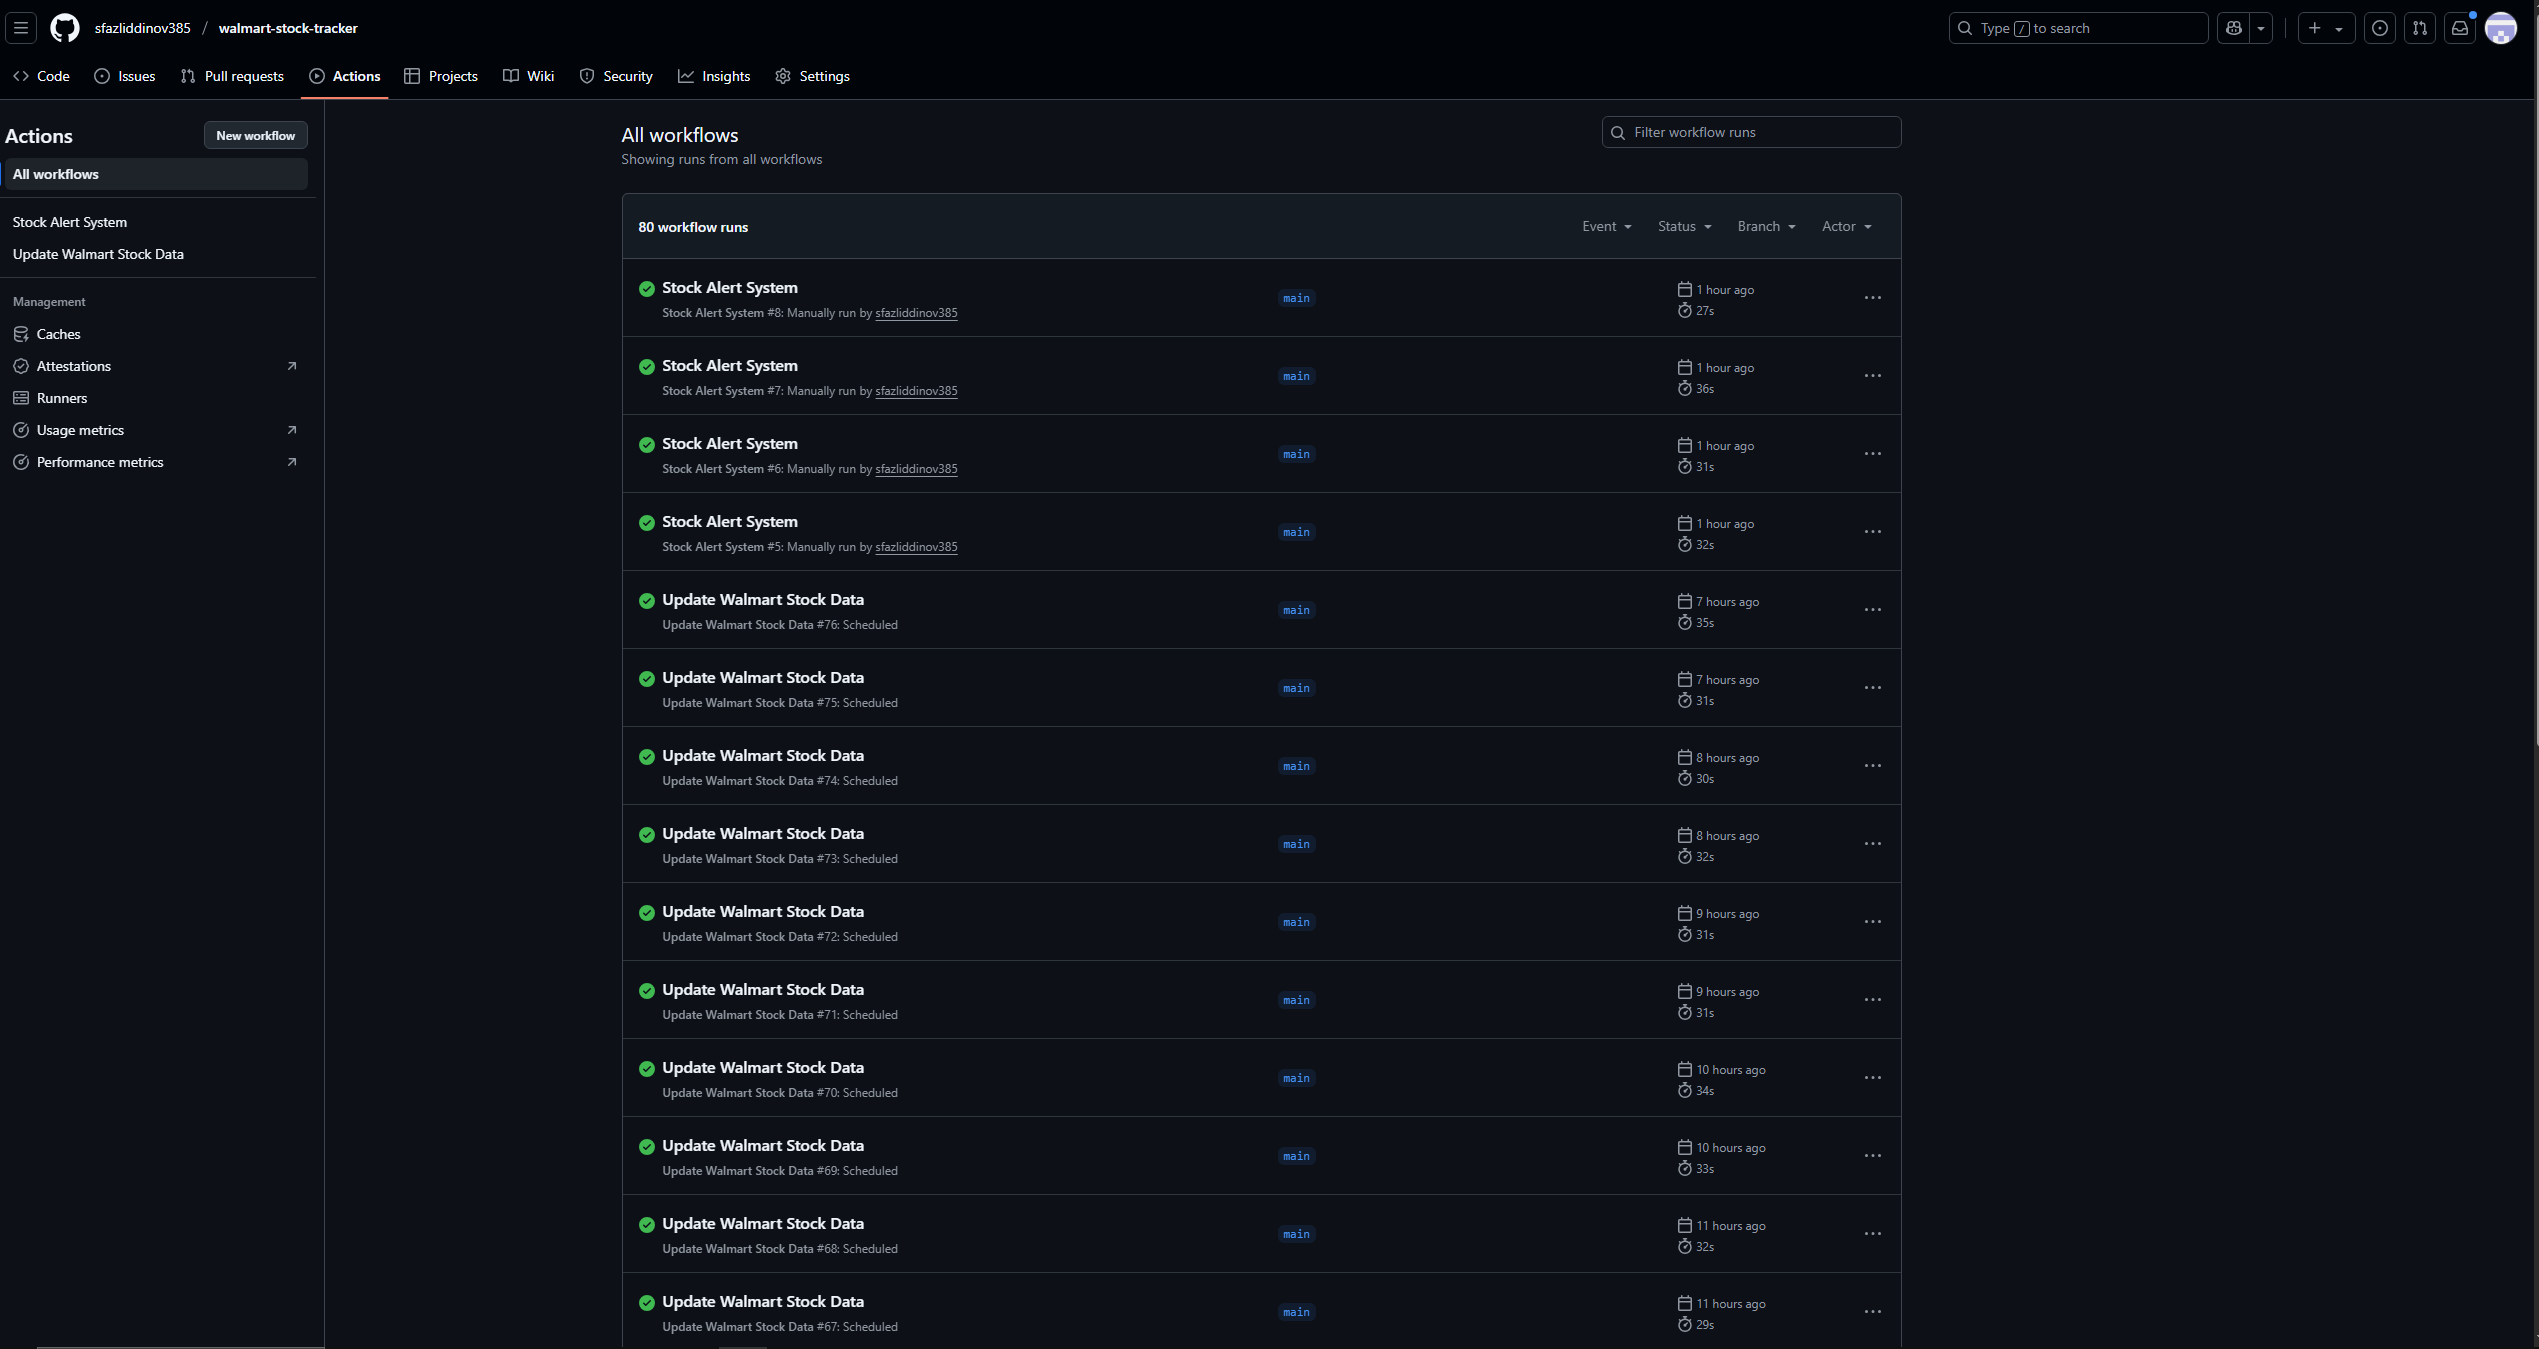 sfazliddinov385 / walmart-stock-tracker
Type / to search
Code Issues Pull requests Actions Projects Wiki Security Insights Settings
Actions
New workflow
All workflows
Stock Alert System
Update Walmart Stock Data
Management
Caches
Attestations
Runners
Usage metrics
Performance metrics
All workflows
Showing runs from all workflows
Filter workflow runs
80 workflow runs
Event Status Branch Actor
Stock Alert System
Stock Alert System #8: Manually run by sfazliddinov385
main
1 hour ago
27s
Stock Alert System
Stock Alert System #7: Manually run by sfazliddinov385
main
1 hour ago
36s
Stock Alert System
Stock Alert System #6: Manually run by sfazliddinov385
main
1 hour ago
31s
Stock Alert System
Stock Alert System #5: Manually run by sfazliddinov385
main
1 hour ago
32s
Update Walmart Stock Data
Update Walmart Stock Data #76: Scheduled
main
7 hours ago
35s
Update Walmart Stock Data
Update Walmart Stock Data #75: Scheduled
main
7 hours ago
31s
Update Walmart Stock Data
Update Walmart Stock Data #74: Scheduled
main
8 hours ago
30s
Update Walmart Stock Data
Update Walmart Stock Data #73: Scheduled
main
8 hours ago
32s
Update Walmart Stock Data
Update Walmart Stock Data #72: Scheduled
main
9 hours ago
31s
Update Walmart Stock Data
Update Walmart Stock Data #71: Scheduled
main
9 hours ago
31s
Update Walmart Stock Data
Update Walmart Stock Data #70: Scheduled
main
10 hours ago
34s
Update Walmart Stock Data
Update Walmart Stock Data #69: Scheduled
main
10 hours ago
33s
Update Walmart Stock Data
Update Walmart Stock Data #68: Scheduled
main
11 hours ago
32s
Update Walmart Stock Data
Update Walmart Stock Data #67: Scheduled
main
11 hours ago
29s